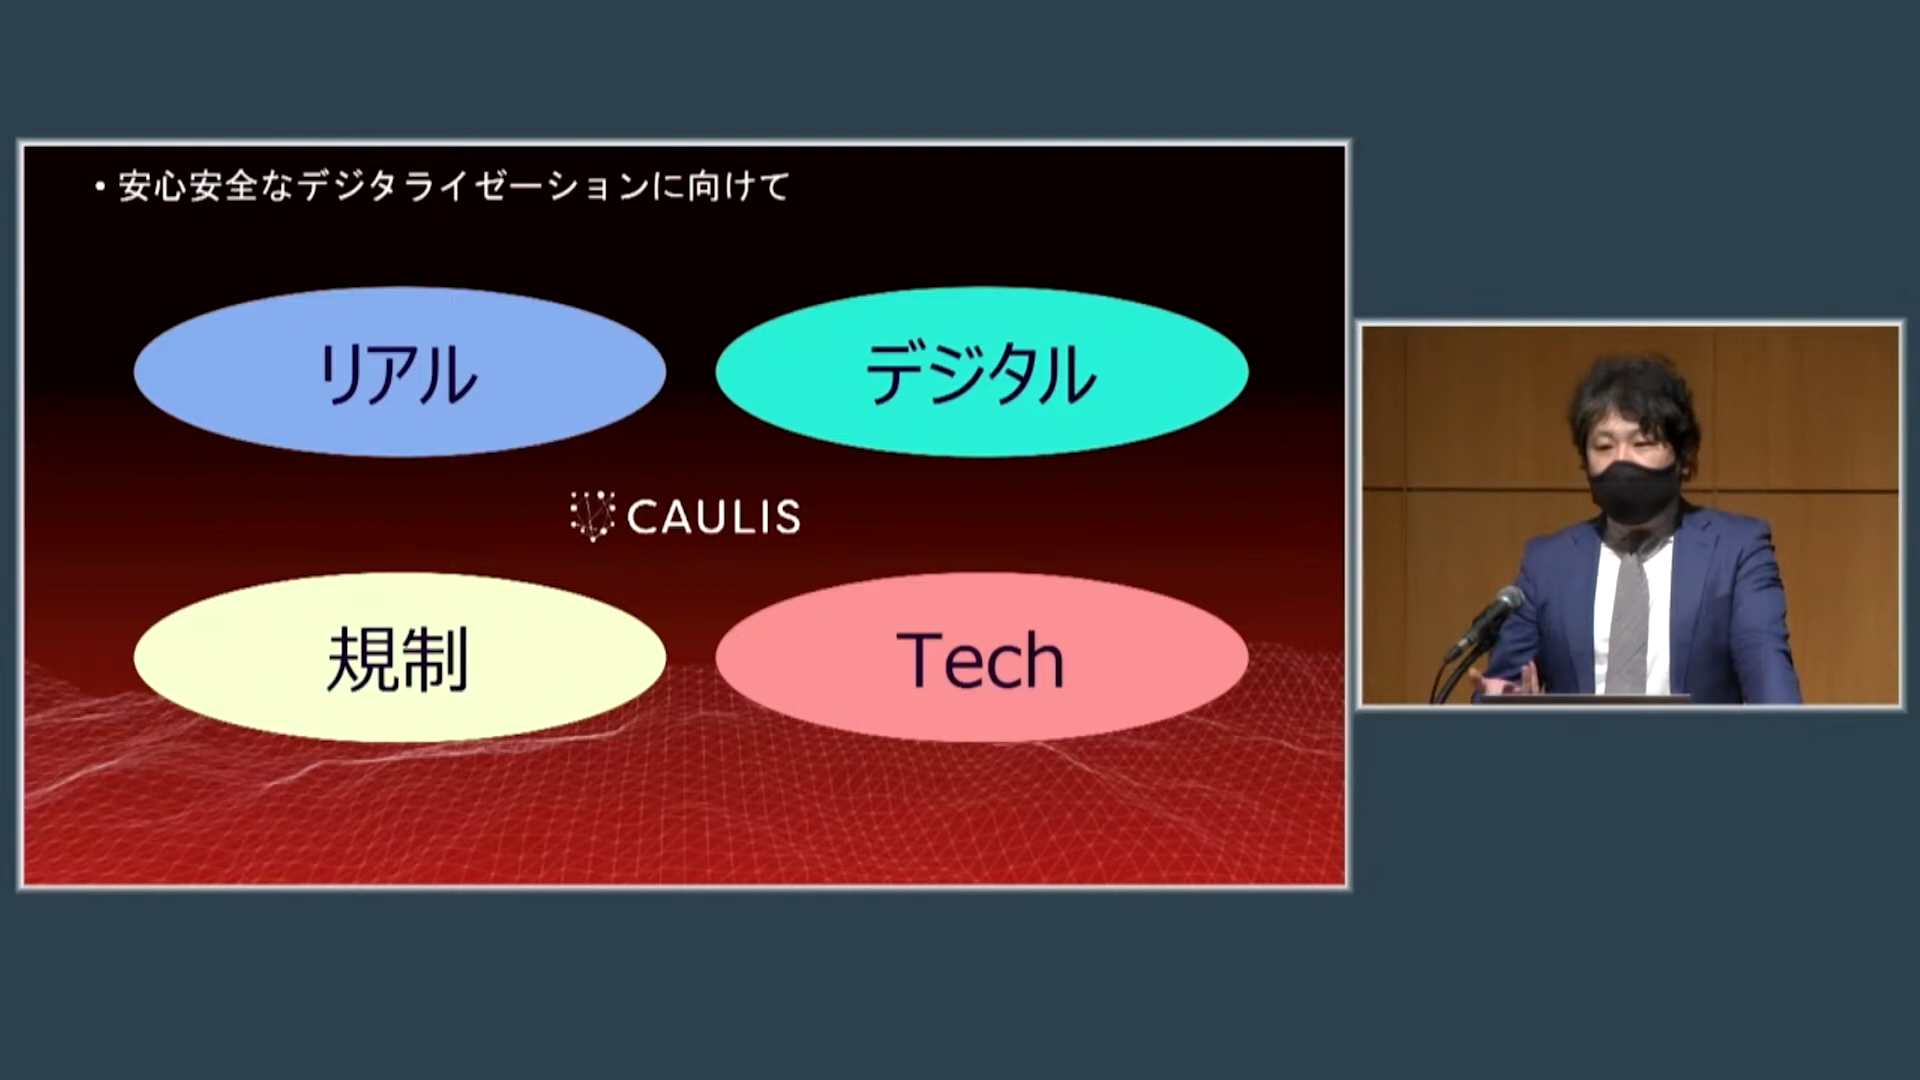 ・安心安全なデジタライゼーションに向けて
リアル
デジタル
CAULIS
規制
Tech